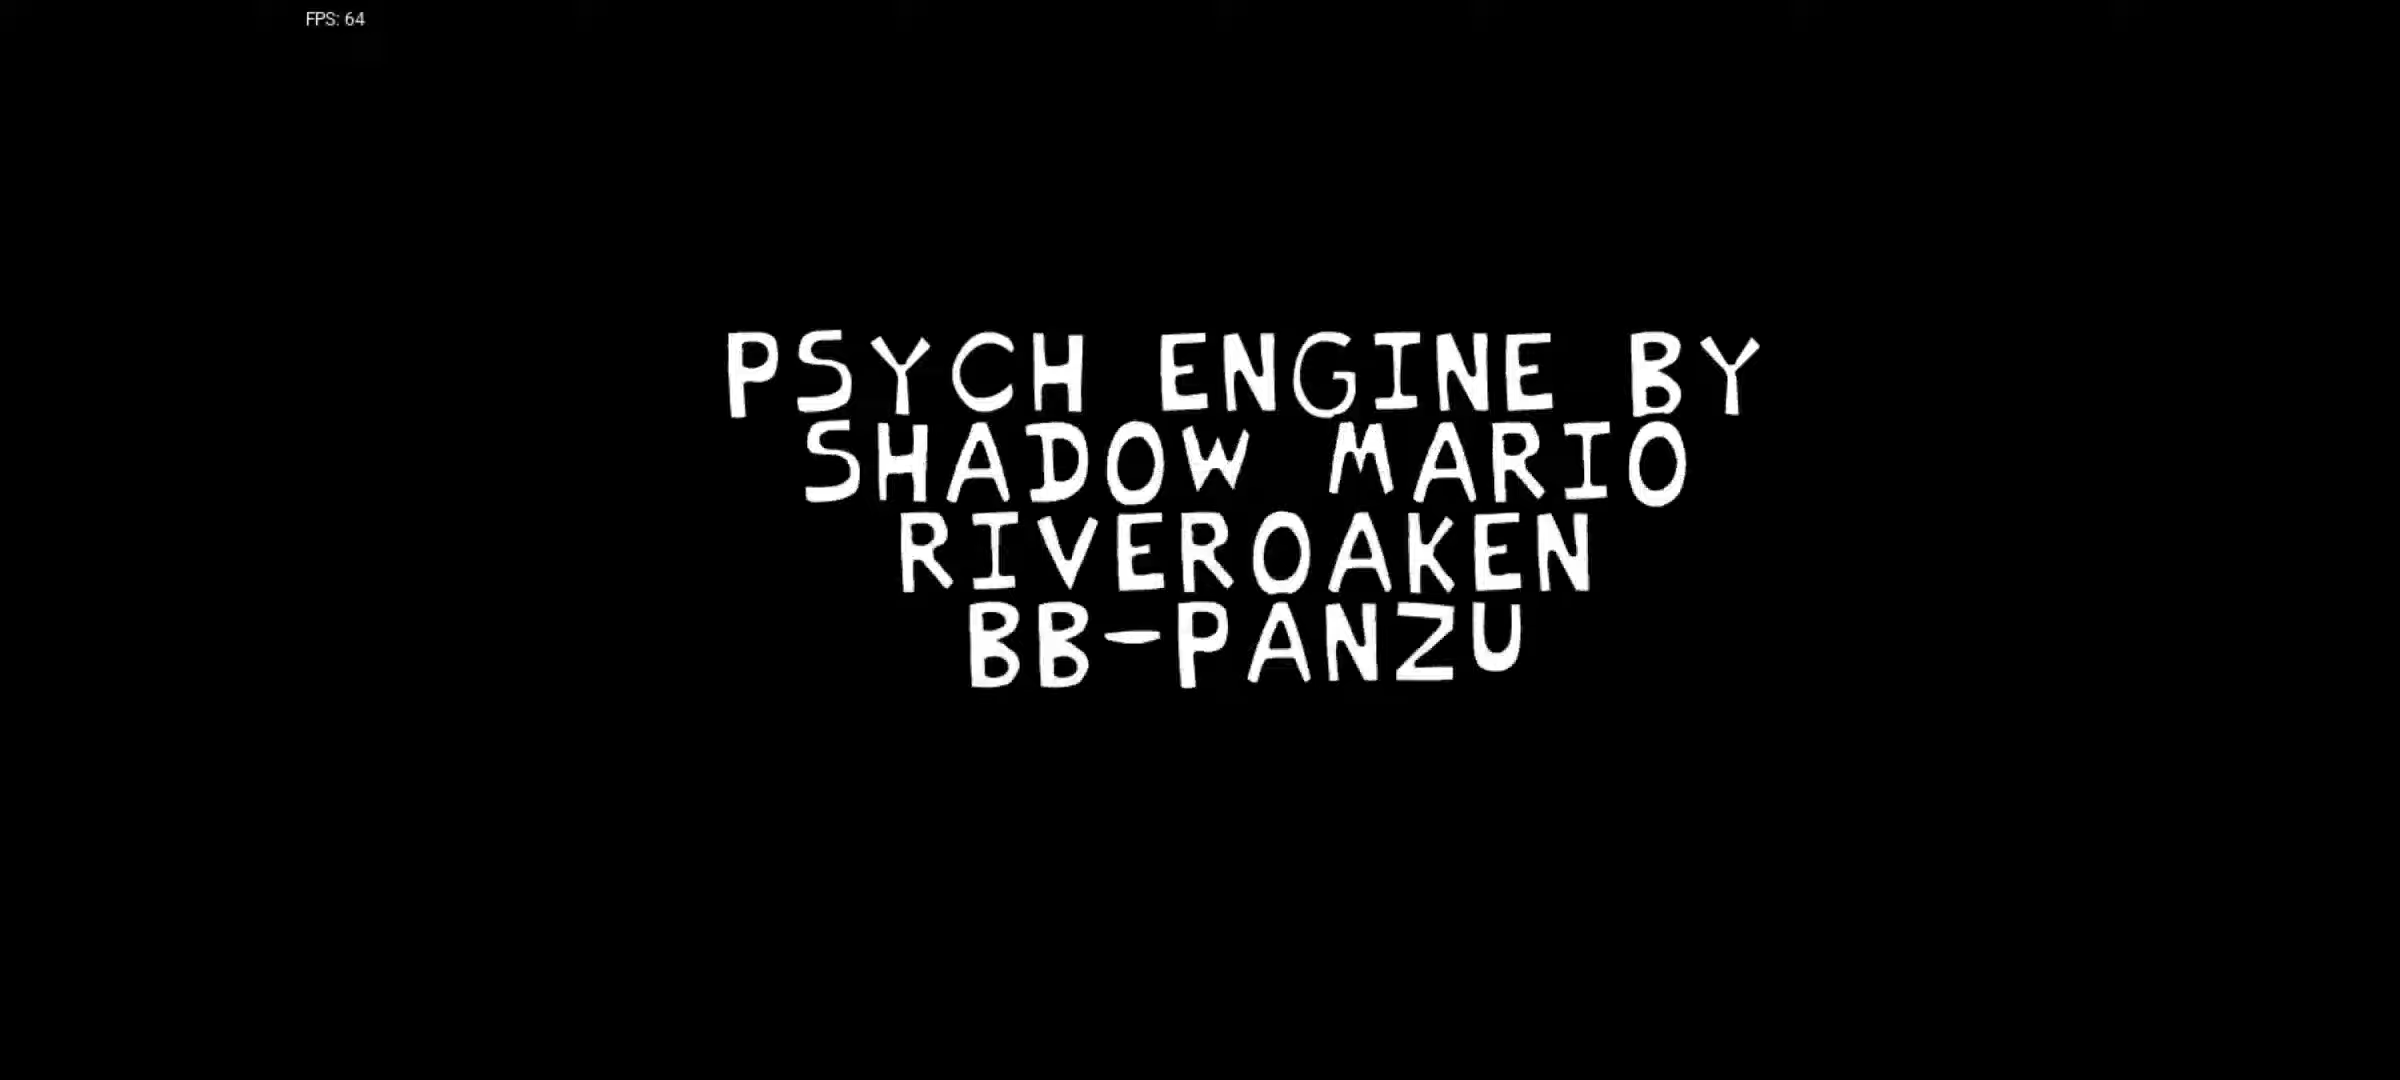 FPS: 64
PSYCH ENGINE BY
SHADOW MARIO
RIVEROAKEN
BB-PANZU